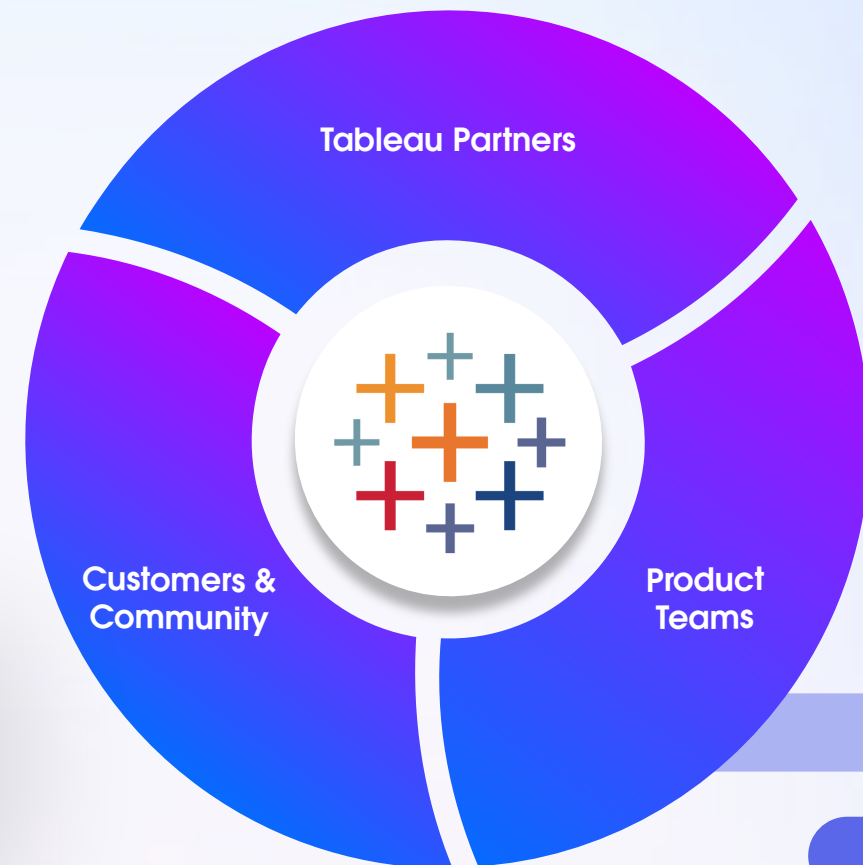 Tableau Partners
Customers &
Community
Product
Teams